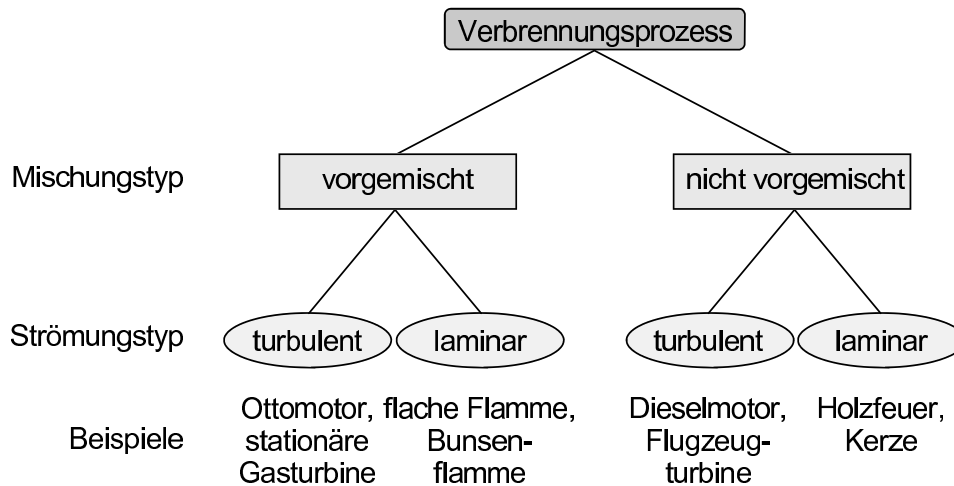 Verbrennungsprozess
Mischungstyp
vorgemischt
nicht vorgemischt
Strömungstyp
turbulent
laminar
turbulent
laminar
Beispiele
Ottomotor,
stationäre
Gasturbine
flache Flamme,
Bunsen-
flamme
Dieselmotor,
Flugzeug-
turbine
Holzfeuer,
Kerze